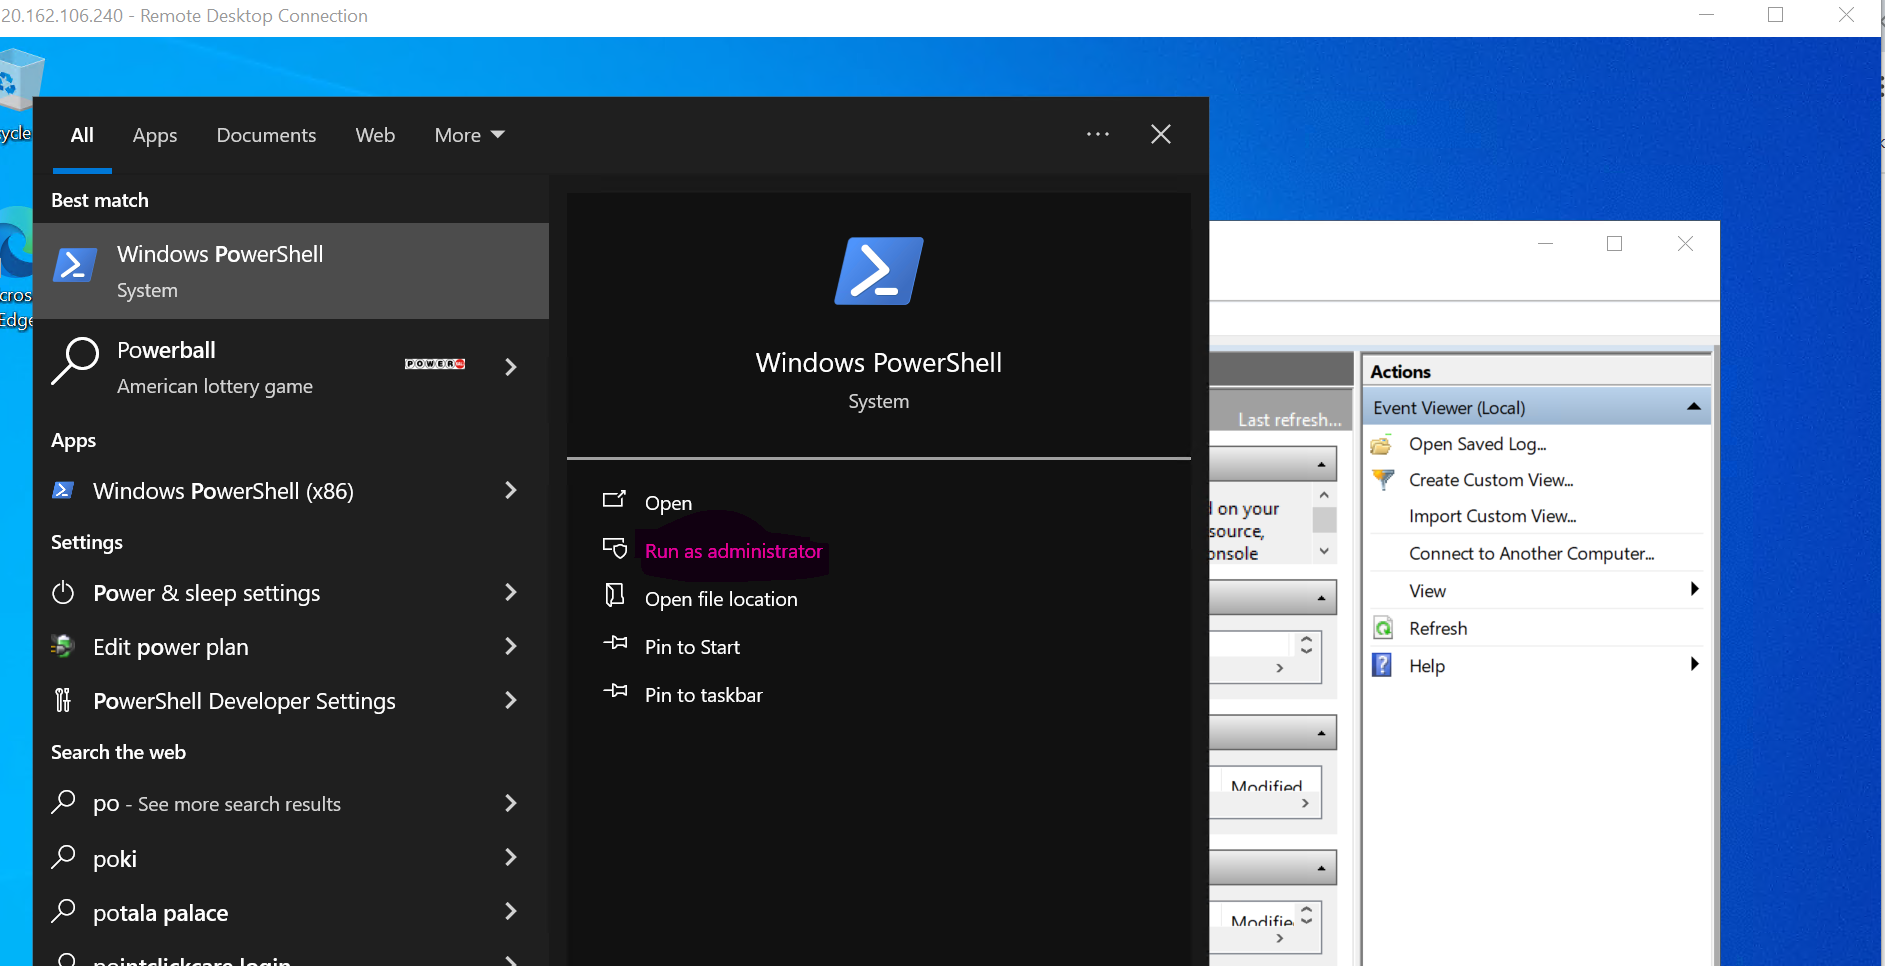 20.162.106.240 - Remote Desktop Connection
All Apps Documents Web More
Best match
Windows PowerShell
System
Powerball
American lottery game
POWER
Apps
Windows PowerShell (x86)
Settings
Power & sleep settings
Edit power plan
PowerShell Developer Settings
Search the web
po - See more search results
poki
potala palace
Windows PowerShell
System
Open
Run as administrator
Open file location
Pin to Start
Pin to taskbar
ycle
cros
Edge
Last refresh...
on your
source,
Modified
Actions
Event Viewer (Local)
Open Saved Log...
Create Custom View...
Import Custom View...
Connect to Another Computer...
View
Refresh
Help